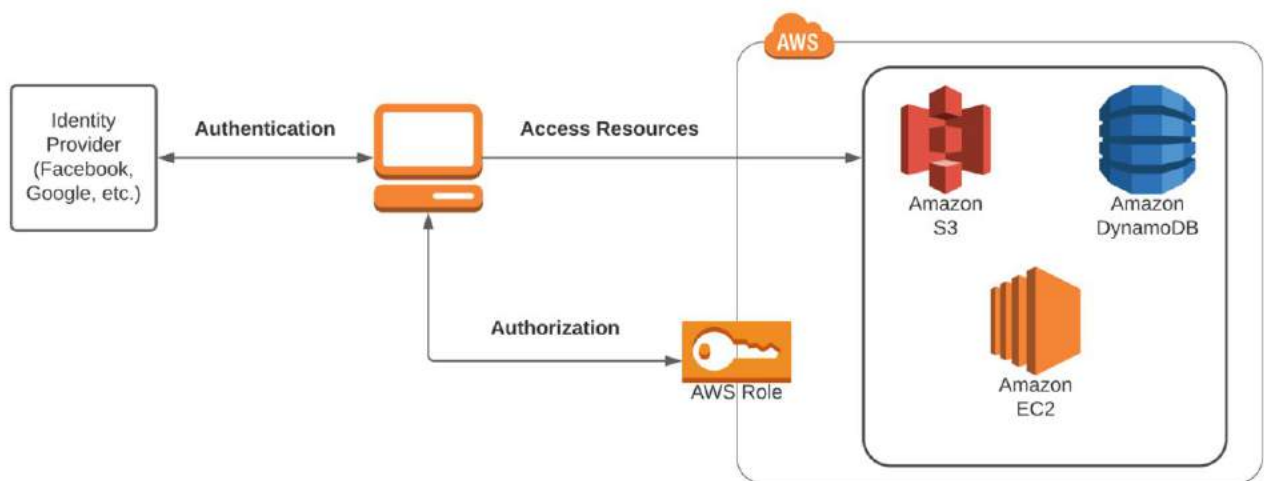 AWS
Identity
Provider
(Facebook,
Google, etc.)
Authentication
Access Resources
Amazon
S3
Amazon
DynamoDB
Authorization
AWS Role
Amazon
EC2